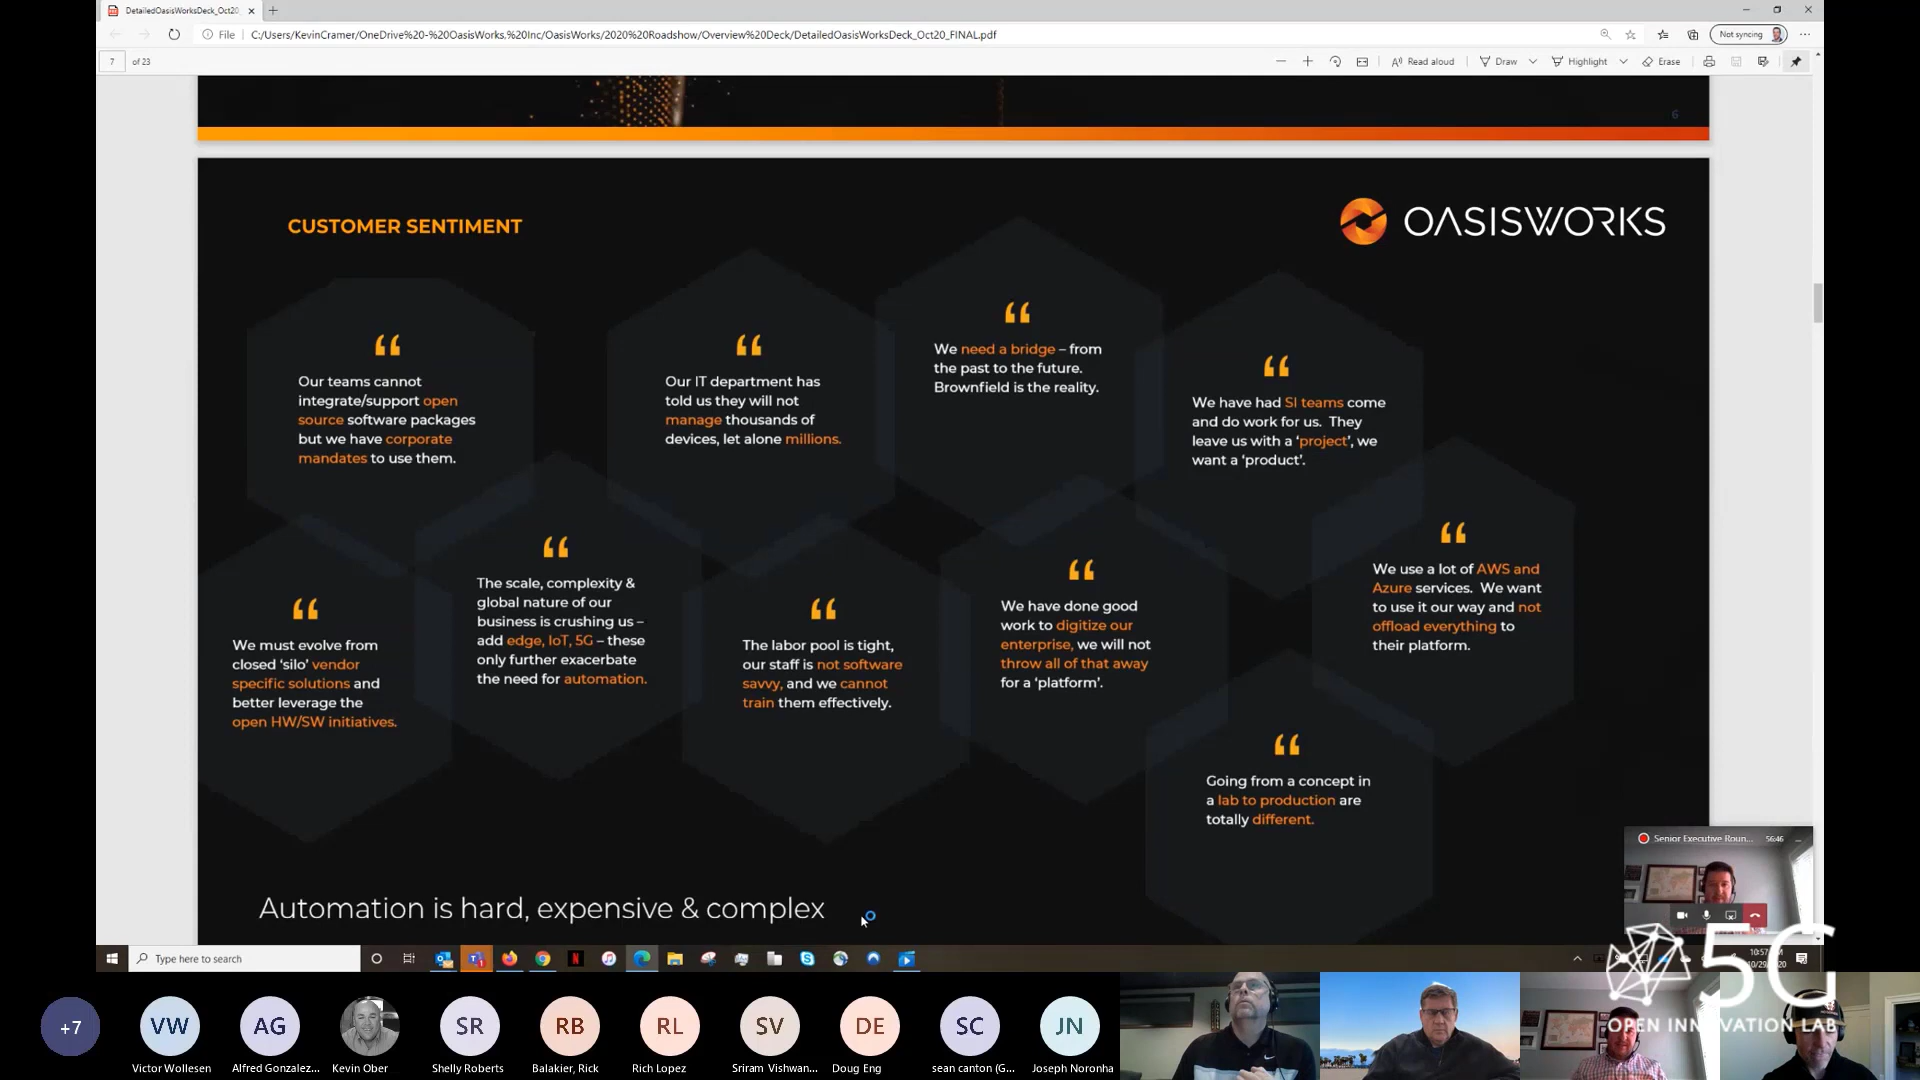 DetailedOasisWorksDeck_Oct20_
File
C:/Users/KevinCramer/OneDrive%20-%20OasisWorks,%20Inc/OasisWorks/2020%20Roadshow/Overview%20Deck/DetailedOasisWorksDeck_Oct20_FINAL.pdf
Not syncing
7 of 23
Read aloud
Draw
Highlight
Erase
6
CUSTOMER SENTIMENT
OASISWORKS
“
Our teams cannot
integrate/support open
source software packages
but we have corporate
mandates to use them.
“
Our IT department has
told us they will not
manage thousands of
devices, let alone millions.
“
We need a bridge – from
the past to the future.
Brownfield is the reality.
“
We have had SI teams come
and do work for us. They
leave us with a ‘project’, we
want a ‘product’.
“
We must evolve from
closed ‘silo’ vendor
specific solutions and
better leverage the
open HW/SW initiatives.
“
The scale, complexity &
global nature of our
business is crushing us –
add edge, IoT, 5G – these
only further exacerbate
the need for automation.
“
The labor pool is tight,
our staff is not software
savvy, and we cannot
train them effectively.
“
We have done good
work to digitize our
enterprise, we will not
throw all of that away
for a ‘platform’.
“
We use a lot of AWS and
Azure services. We want
to use it our way and not
offload everything to
their platform.
“
Going from a concept in
a lab to production are
totally different.
Automation is hard, expensive & complex
Senior Executive Roun... 56:46
Type here to search
5G
OPEN INNOVATION LAB
+7
VW
AG
SR
RB
RL
SV
DE
SC
JN
Victor Wollesen
Alfred Gonzalez...
Kevin Ober
Shelly Roberts
Balakier, Rick
Rich Lopez
Sriram Vishwan...
Doug Eng
sean canton (G...
Joseph Noronha